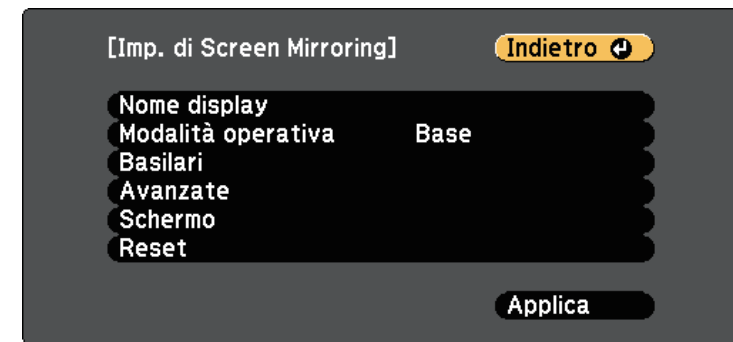 [Imp. di Screen Mirroring] Indietro
Nome display
Modalità operativa Base
Basilari
Avanzate
Schermo
Reset
Applica